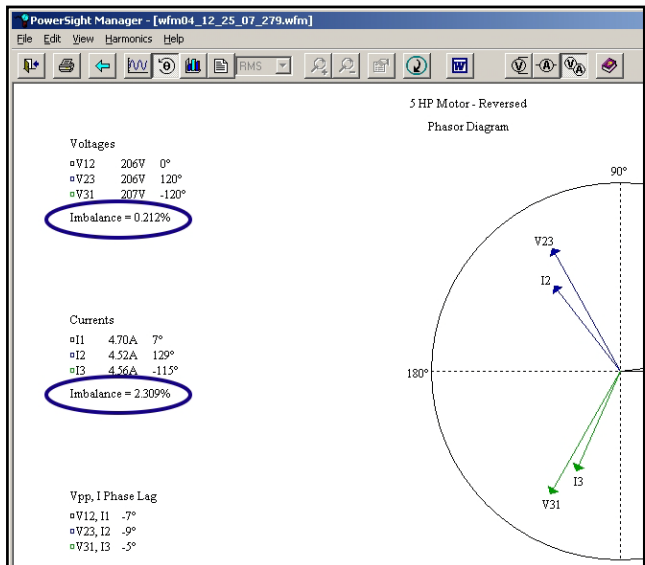 PowerSight Manager - [wfm04_12_25_07_279.wfm]
File Edit View Harmonics Help
RMS
5 HP Motor - Reversed
Phasor Diagram
Voltages
V12 206V 0°
V23 206V 120°
V31 207V -120°
Imbalance = 0.212%
Currents
I1 4.70A 7°
I2 4.52A 129°
I3 4.56A -115°
Imbalance = 2.309%
Vpp, I Phase Lag
V12, I1 -7°
V23, I2 -9°
V31, I3 -5°
90°
V23
I2
180°
I3
V31